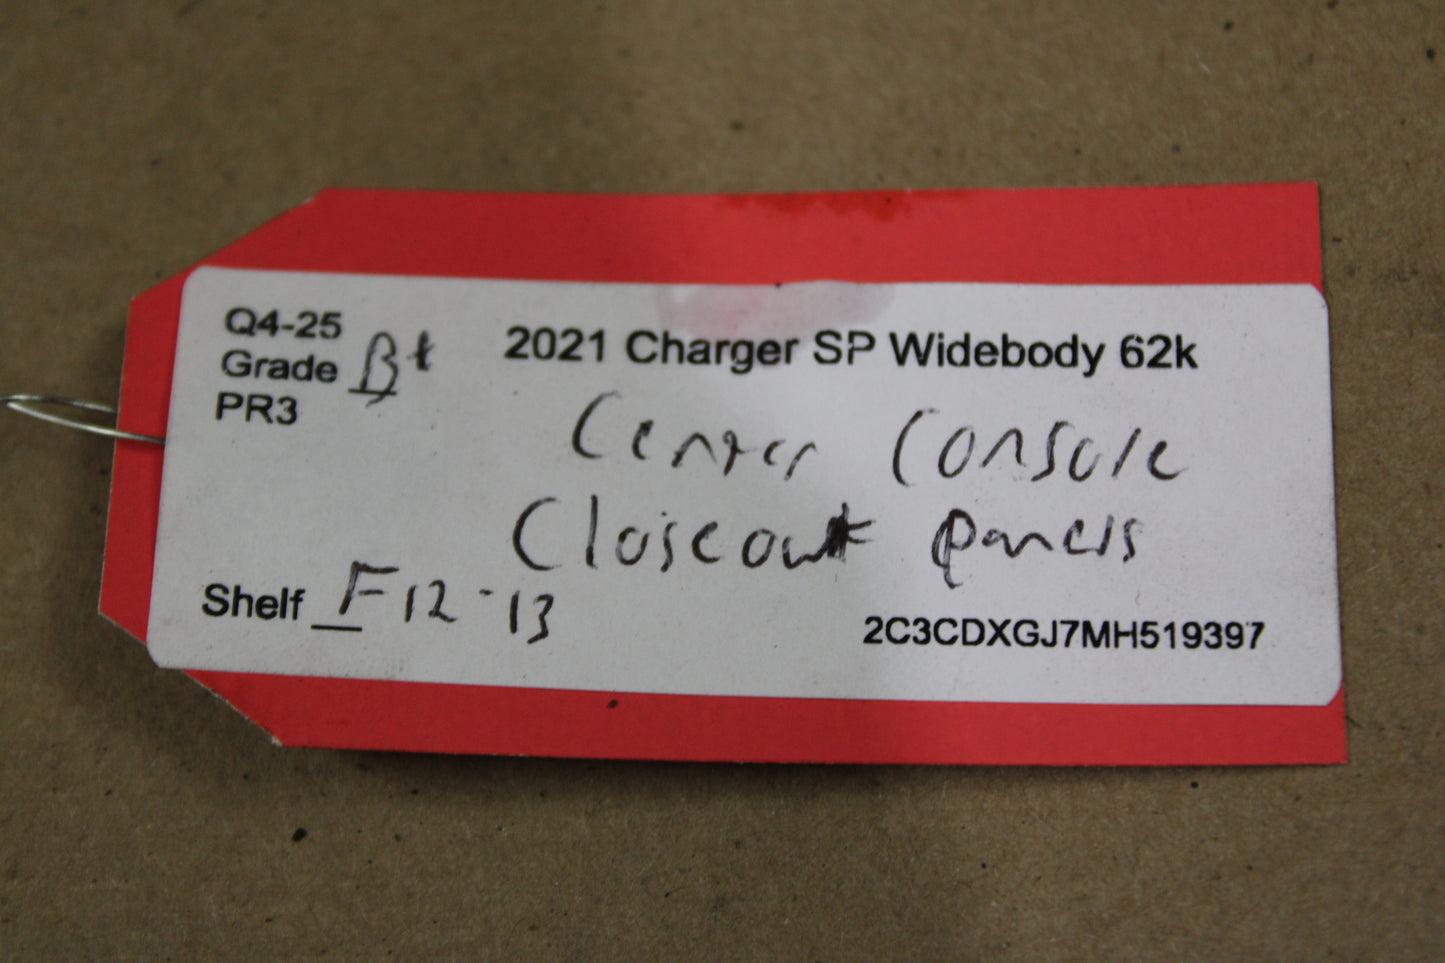 Q4-25
Grade B+
PR3
2021 Charger SP Widebody 62k
Center Console
Closeout panels
Shelf F12-13
2C3CDXGJ7MH519397